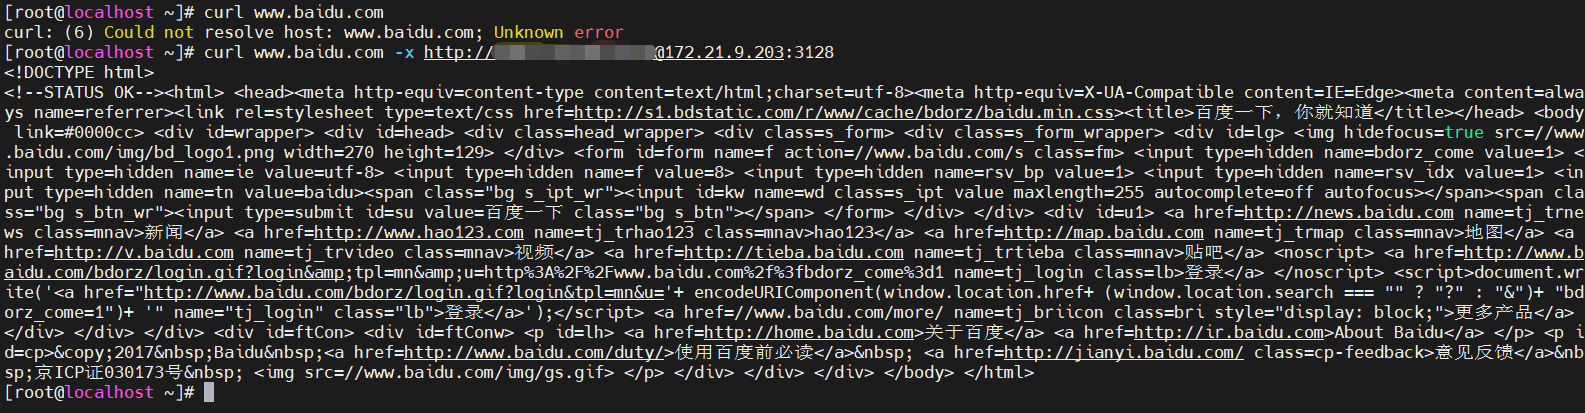 [root@localhost ~]# curl www.baidu.com
curl: (6) Could not resolve host: www.baidu.com; Unknown error
[root@localhost ~]# curl www.baidu.com -x http://@172.21.9.203:3128
<!DOCTYPE html>
<!--STATUS OK--><html> <head><meta http-equiv=content-type content=text/html;charset=utf-8><meta http-equiv=X-UA-Compatible content=IE=Edge><meta content=alwa
ys name=referrer><link rel=stylesheet type=text/css href=http://s1.bdstatic.com/r/www/cache/bdorz/baidu.min.css><title>百度一下，你就知道</title></head> <body
 link=#0000cc> <div id=wrapper> <div id=head> <div class=head_wrapper> <div class=s_form> <div class=s_form_wrapper> <div id=lg> <img hidefocus=true src=//www
.baidu.com/img/bd_logo1.png width=270 height=129> </div> <form id=form name=f action=//www.baidu.com/s class=fm> <input type=hidden name=bdorz_come value=1> <
input type=hidden name=ie value=utf-8> <input type=hidden name=f value=8> <input type=hidden name=rsv_bp value=1> <input type=hidden name=rsv_idx value=1> <in
put type=hidden name=tn value=baidu><span class="bg s_ipt_wr"><input id=kw name=wd class=s_ipt value maxlength=255 autocomplete=off autofocus></span><span cla
ss="bg s_btn_wr"><input type=submit id=su value=百度一下 class="bg s_btn"></span> </form> </div> </div> <div id=u1> <a href=http://news.baidu.com name=tj_trne
ws class=mnav>新闻</a> <a href=http://www.hao123.com name=tj_trhao123 class=mnav>hao123</a> <a href=http://map.baidu.com name=tj_trmap class=mnav>地图</a> <a
href=http://v.baidu.com name=tj_trvideo class=mnav>视频</a> <a href=http://tieba.baidu.com name=tj_trtieba class=mnav>贴吧</a> <noscript> <a href=http://www.b
aidu.com/bdorz/login.gif?login&amp;tpl=mn&amp;u=http%3A%2F%2Fwww.baidu.com%2f%3fbdorz_come%3d1 name=tj_login class=lb>登录</a> </noscript> <script>document.wr
ite('<a href="http://www.baidu.com/bdorz/login.gif?login&tpl=mn&u='+ encodeURIComponent(window.location.href+ (window.location.search === "" ? "?" : "&")+ "bd
orz_come=1")+ '" name="tj_login" class="lb">登录</a>');</script> <a href=//www.baidu.com/more/ name=tj_briicon class=bri style="display: block;">更多产品</a>
</div> </div> </div> <div id=ftCon> <div id=ftConw> <p id=lh> <a href=http://home.baidu.com>关于百度</a> <a href=http://ir.baidu.com>About Baidu</a> </p> <p i
d=cp>&copy;2017&nbsp;Baidu&nbsp;<a href=http://www.baidu.com/duty/>使用百度前必读</a>&nbsp; <a href=http://jianyi.baidu.com/ class=cp-feedback>意见反馈</a>&nb
sp;京ICP证030173号&nbsp; <img src=//www.baidu.com/img/gs.gif> </p> </div> </div> </div> </body> </html>
[root@localhost ~]#